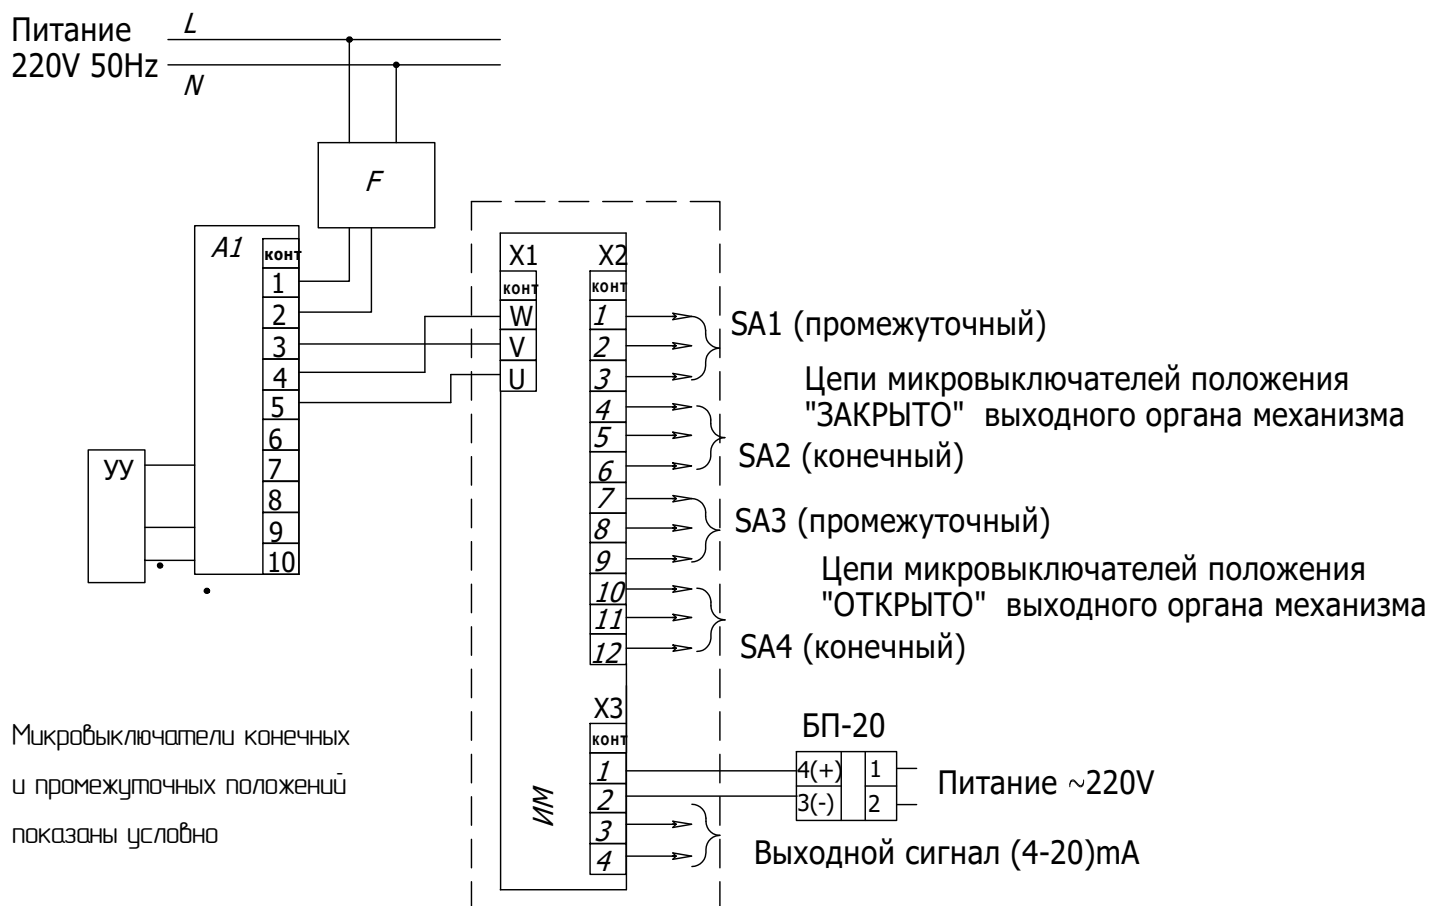 Питание
220V 50Hz
L
N
F
A1
конт
1
2
3
4
5
6
7
8
9
10
УУ
X1
конт
W
V
U
X2
конт
1
2
3
4
5
6
7
8
9
10
11
12
SA1 (промежуточный)
Цепи микровыключателей положения
"ЗАКРЫТО" выходного органа механизма
SA2 (конечный)
SA3 (промежуточный)
Цепи микровыключателей положения
"ОТКРЫТО" выходного органа механизма
SA4 (конечный)
X3
конт
1
2
3
4
ИМ
БП-20
4(+)
1
3(-)
2
Питание ~220V
Выходной сигнал (4-20)mA
Микровыключатели конечных
и промежуточных положений
показаны условно